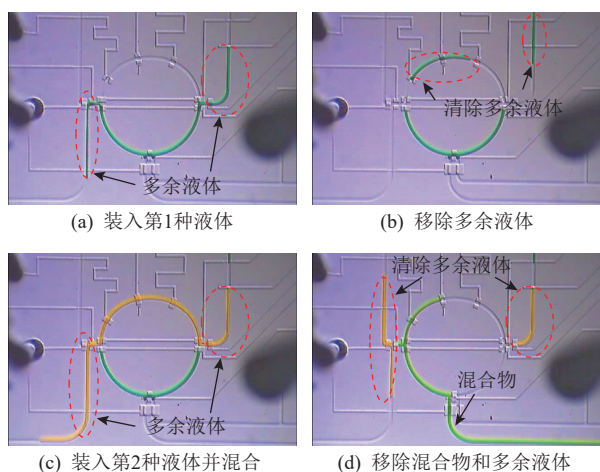 清除多余液体
多余液体
(a) 装入第1种液体
(b) 移除多余液体
清除多余液体
混合物
多余液体
(c) 装入第2种液体并混合
(d) 移除混合物和多余液体